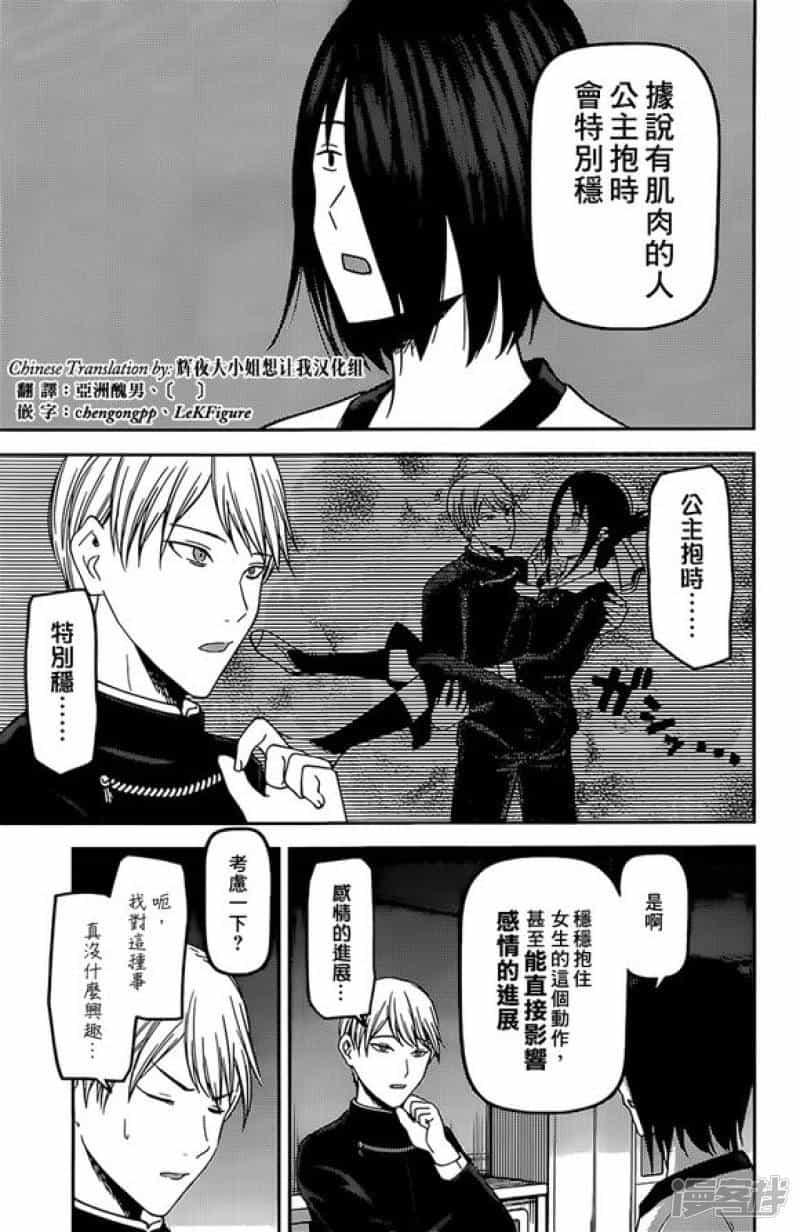 據說有肌肉的人
公主抱時
會特別穩
Chinese Translation by: 辉夜大小姐想让我汉化组
翻譯：亞洲醜男、〔　〕
嵌字：chengongpp、LeKFigure
公主抱時……
ガシッ…
特別穩……
是啊
穩穩抱住
女生的這個動作，
甚至能直接影響
感情的進展
感情的進展…
考慮一下？
呃，
我對這種事
真沒什麼興趣…
漫客栈